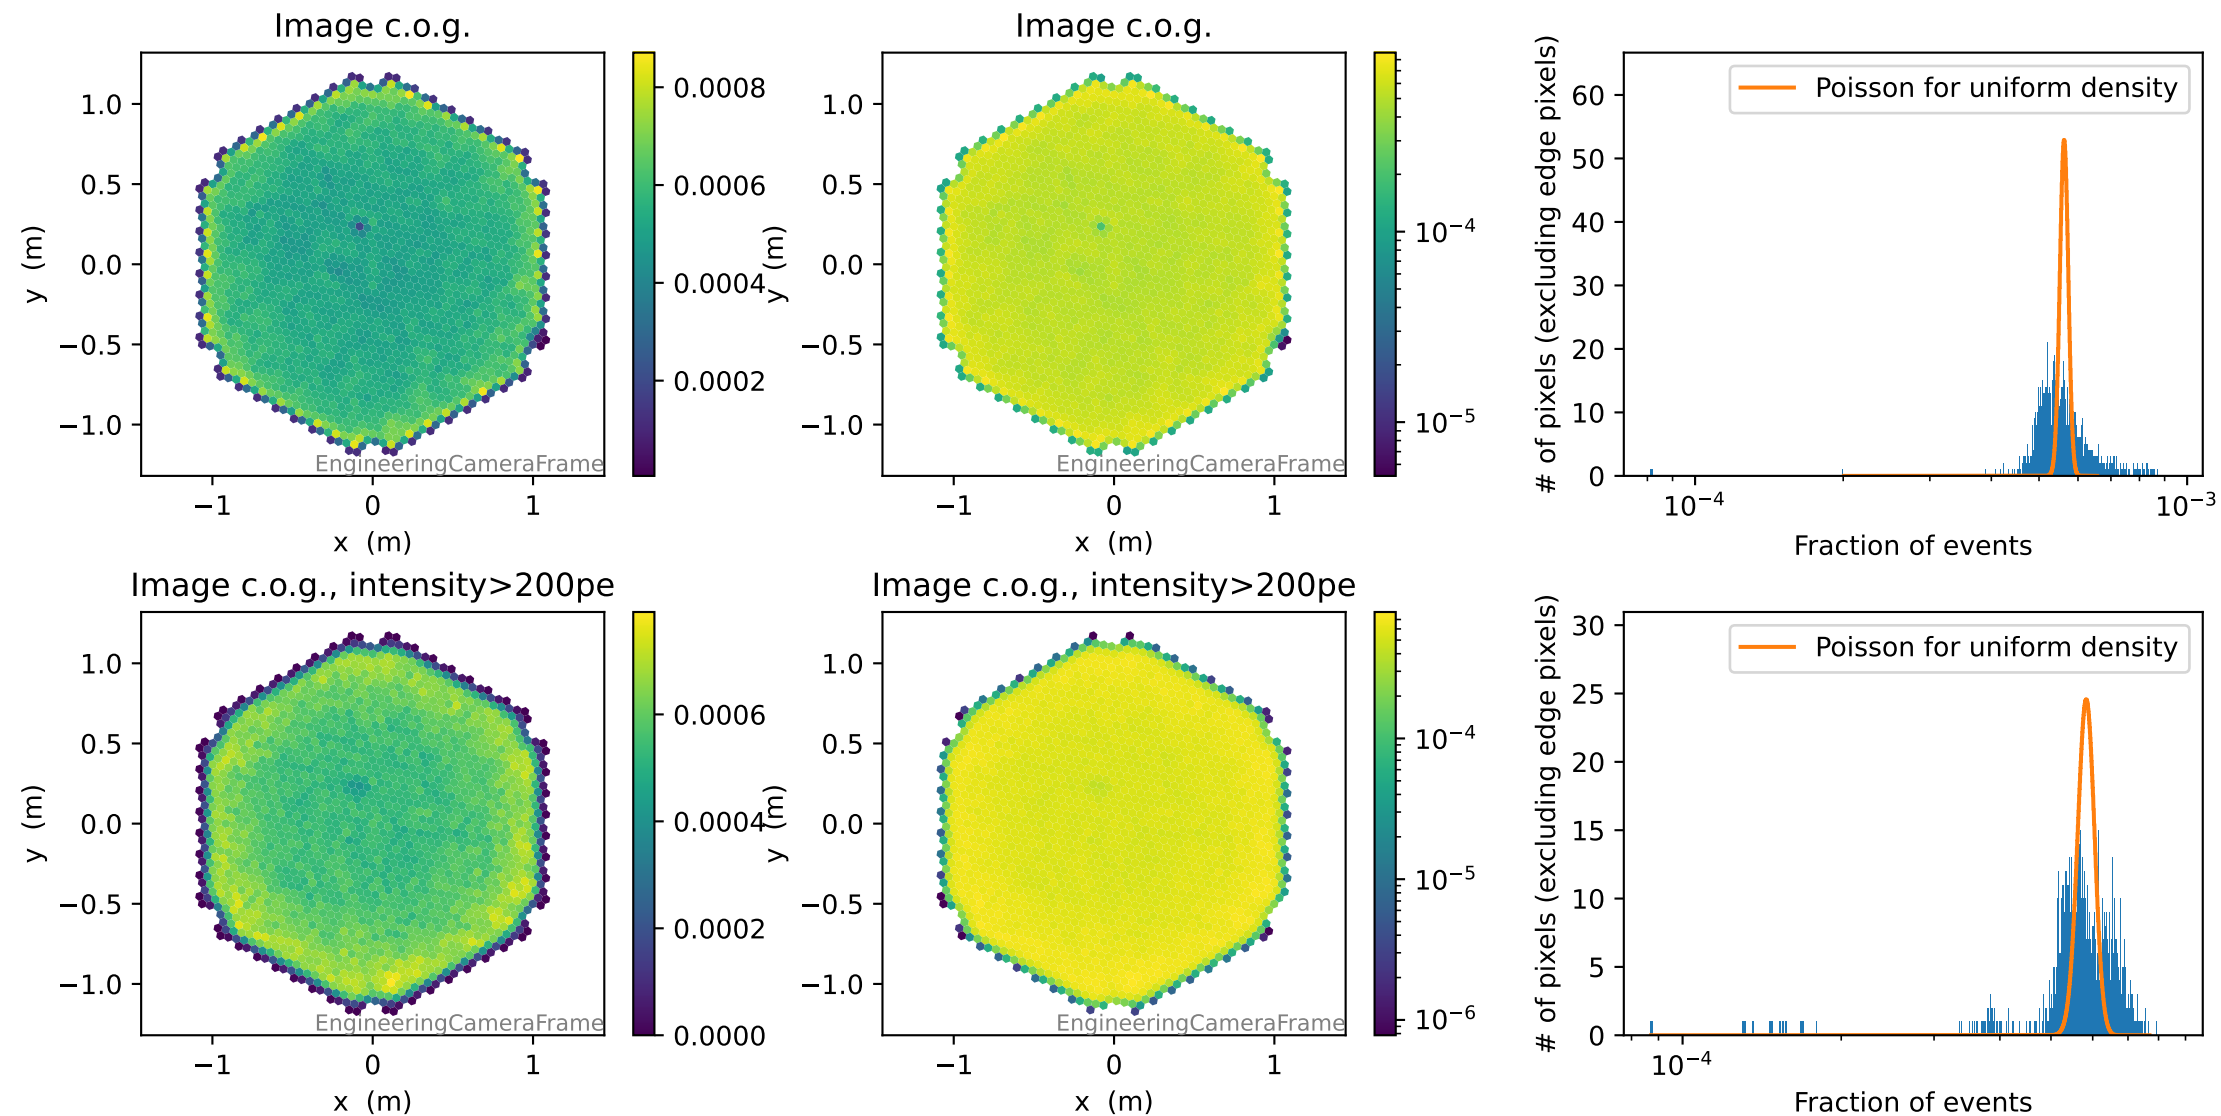 Image c.o.g.
1.0
0.5
0.0
−0.5
−1.0
y (m)
−1 0 1
x (m)
EngineeringCameraFrame
0.0008
0.0006
0.0004
0.0002
Image c.o.g.
1.0
0.5
0.0
−0.5
−1.0
y (m)
−1 0 1
x (m)
EngineeringCameraFrame
10⁻⁴
10⁻⁵
# of pixels (excluding edge pixels)
60
50
40
30
20
10
0
Poisson for uniform density
10⁻⁴ 10⁻³
Fraction of events
Image c.o.g., intensity>200pe
1.0
0.5
0.0
−0.5
−1.0
y (m)
−1 0 1
x (m)
EngineeringCameraFrame
0.0006
0.0004
0.0002
0.0000
Image c.o.g., intensity>200pe
1.0
0.5
0.0
−0.5
−1.0
y (m)
−1 0 1
x (m)
EngineeringCameraFrame
10⁻⁴
10⁻⁵
10⁻⁶
# of pixels (excluding edge pixels)
30
25
20
15
10
5
0
Poisson for uniform density
10⁻⁴
Fraction of events